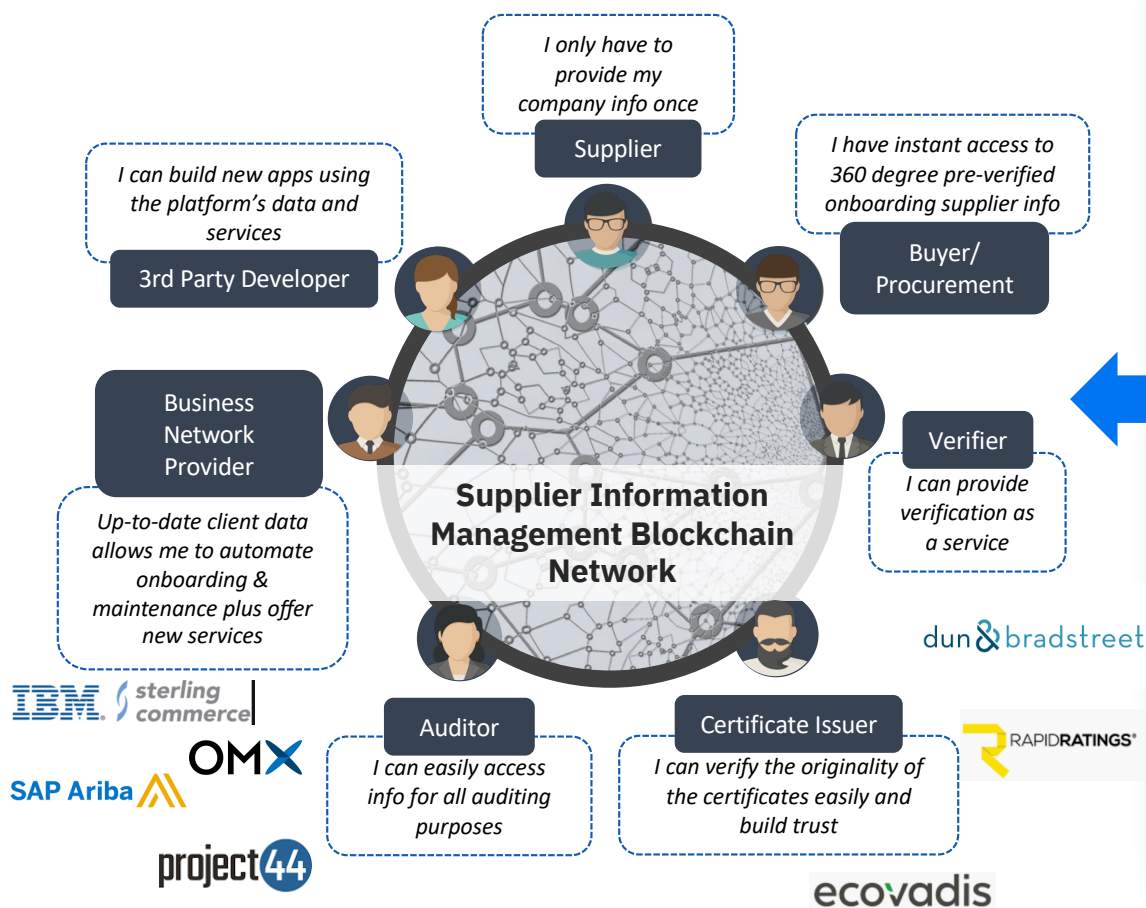 I only have to
provide my
company info once
Supplier
I have instant access to
360 degree pre-verified
onboarding supplier info
Buyer/
Procurement
I can build new apps using
the platform's data and
services
3rd Party Developer
Business
Network
Provider
Up-to-date client data
allows me to automate
onboarding &
maintenance plus offer
new services
Verifier
I can provide
verification as
a service
Supplier Information
Management Blockchain
Network
dun&bradstreet
IBM. sterling
commerce
OMX
SAP Ariba
project44
Auditor
I can easily access
info for all auditing
purposes
Certificate Issuer
I can verify the originality of
the certificates easily and
build trust
RAPIDRATINGS®
ecovadis